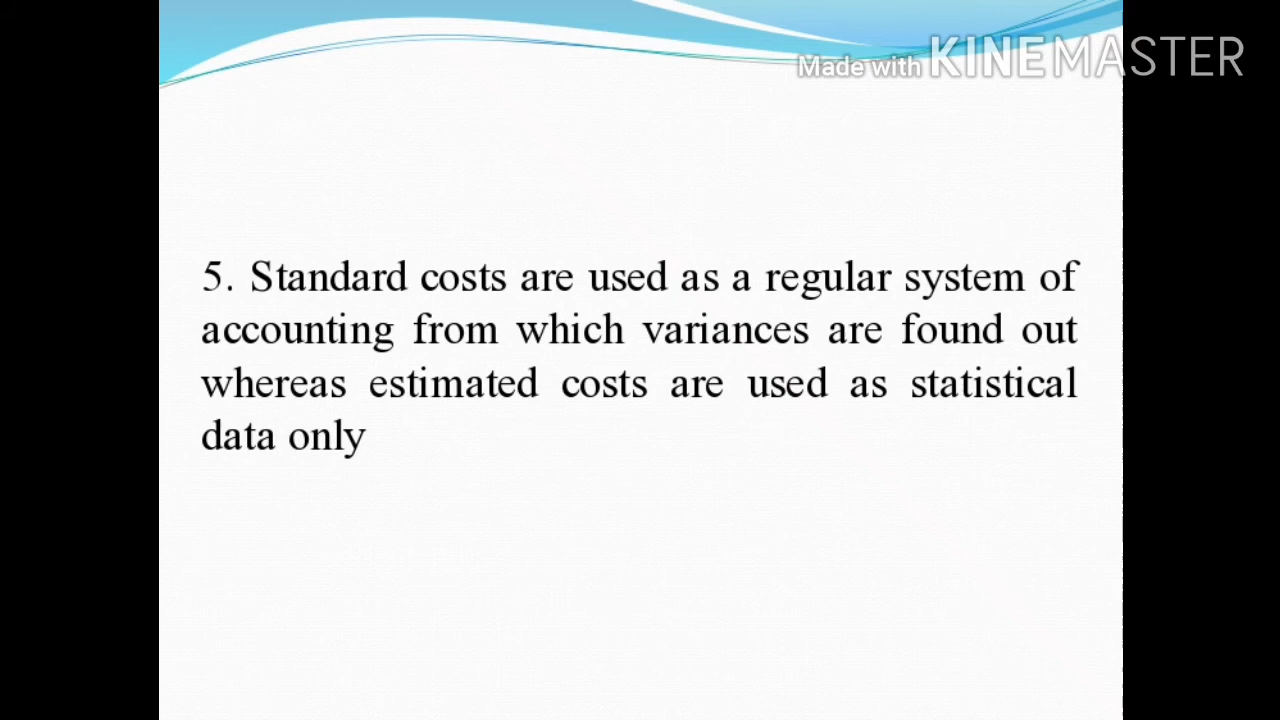 Made with KINEMASTER
5. Standard costs are used as a regular system of
accounting from which variances are found out
whereas estimated costs are used as statistical
data only